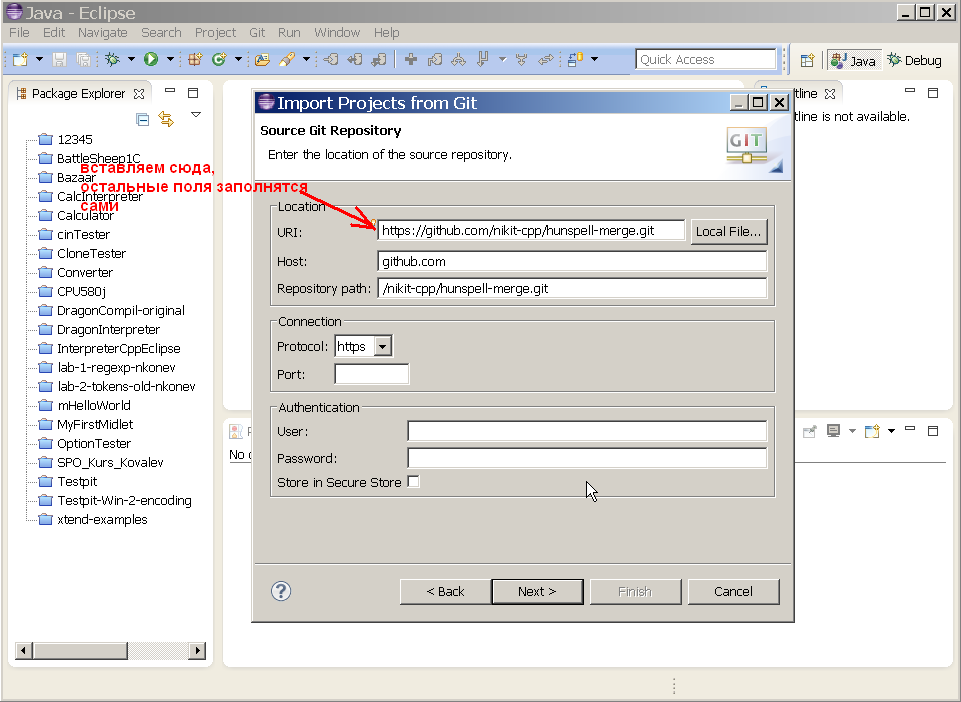 Java - Eclipse
File Edit Navigate Search Project Git Run Window Help
Quick Access
Java
Debug
Package Explorer
12345
BattleSheep1C
Bazaar
CalcInterpreter
Calculator
cinTester
CloneTester
Converter
CPU580j
DragonCompil-original
DragonInterpreter
InterpreterCppEclipse
lab-1-regexp-nkonev
lab-2-tokens-old-nkonev
mHelloWorld
MyFirstMidlet
OptionTester
SPO_Kurs_Kovalev
Testpit
Testpit-Win-2-encoding
xtend-examples
вставляем сюда,
остальные поля заполнятся
сами
Import Projects from Git
Source Git Repository
Enter the location of the source repository.
GIT
Location
URI: https://github.com/nikit-cpp/hunspell-merge.git Local File...
Host: github.com
Repository path: /nikit-cpp/hunspell-merge.git
Connection
Protocol: https
Port:
Authentication
User:
Password:
Store in Secure Store
< Back Next > Finish Cancel
tline is not available.